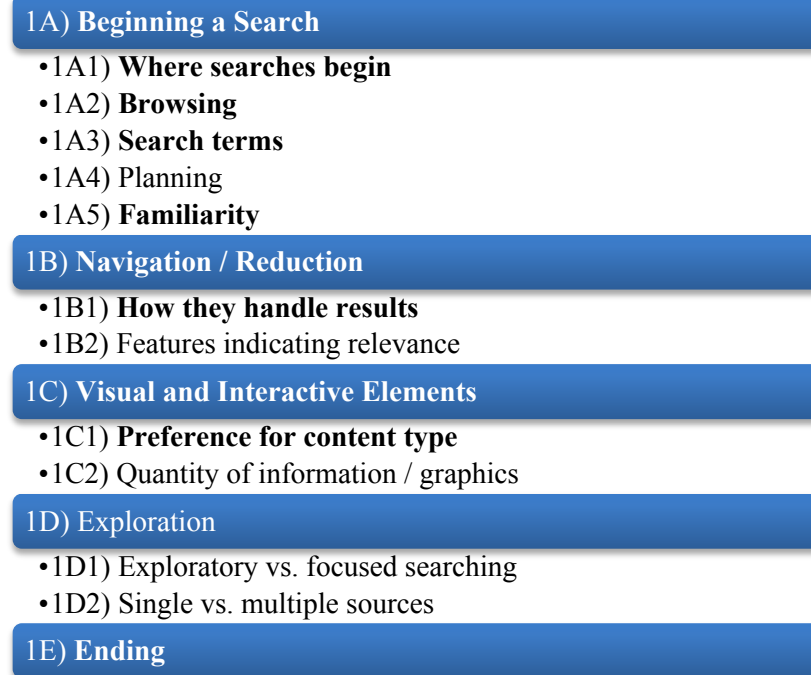 1A) Beginning a Search
•1A1) Where searches begin
•1A2) Browsing
•1A3) Search terms
•1A4) Planning
•1A5) Familiarity
1B) Navigation / Reduction
•1B1) How they handle results
•1B2) Features indicating relevance
1C) Visual and Interactive Elements
•1C1) Preference for content type
•1C2) Quantity of information / graphics
1D) Exploration
•1D1) Exploratory vs. focused searching
•1D2) Single vs. multiple sources
1E) Ending